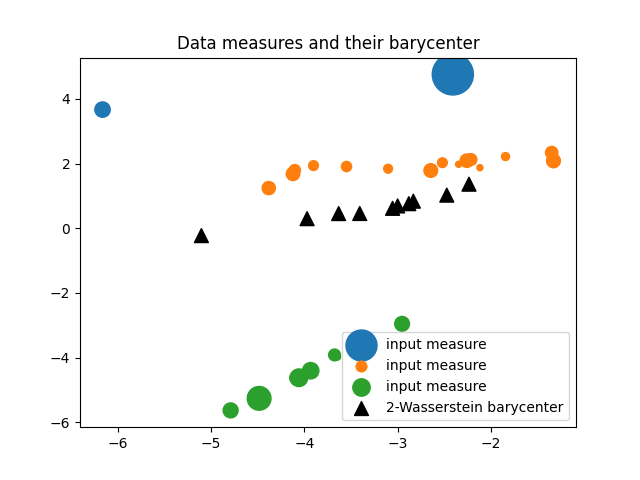 Data measures and their barycenter
4
2
0
−2
−4
−6
input measure
input measure
input measure
2-Wasserstein barycenter
−6 −5 −4 −3 −2